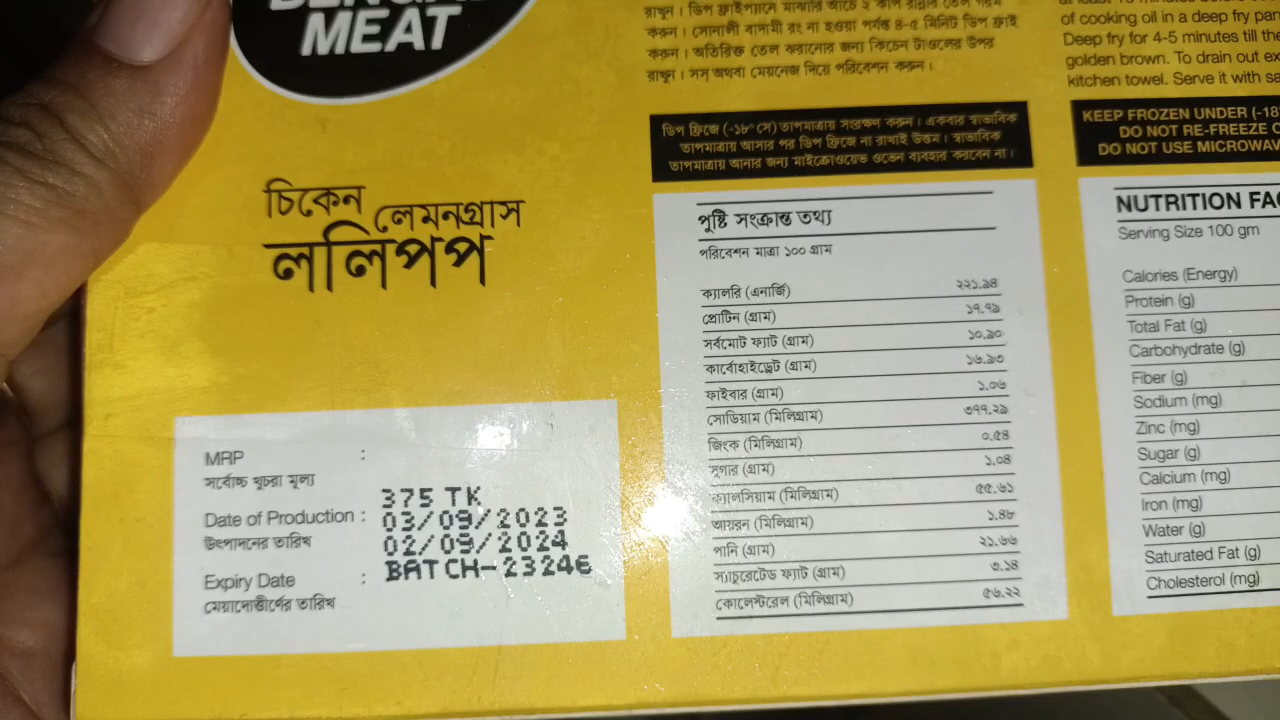 MEAT
রাখুন। ডিপ ফ্রাইপ্যানে মাঝারি আঁচে ২ কাপ রান্নার তেল গরম
করুন। সোনালী বাদামী রং না হওয়া পর্যন্ত ৪-৫ মিনিট ডিপ ফ্রাই
করুন। অতিরিক্ত তেল ঝরানোর জন্য কিচেন টাওলের উপর
রাখুন। সস্ অথবা মেয়নেজ দিয়ে পরিবেশন করুন।
of cooking oil in a deep fry pan
Deep fry for 4-5 minutes till the
golden brown. To drain out ex
kitchen towel. Serve it with sa
ডিপ ফ্রিজে (-১৮° সে) তাপমাত্রায় সংরক্ষণ করুন। একবার স্বাভাবিক
তাপমাত্রায় আসার পর ডিপ ফ্রিজে না রাখাই উত্তম। স্বাভাবিক
তাপমাত্রায় আনার জন্য মাইক্রোওয়েভ ওভেন ব্যবহার করবেন না।
KEEP FROZEN UNDER (-18
DO NOT RE-FREEZE
DO NOT USE MICROWAV
চিকেন লেমনগ্রাস
ললিপপ
MRP :
সর্বোচ্চ খুচরা মূল্য
375 TK
Date of Production : 03/09/2023
উৎপাদনের তারিখ 02/09/2024
Expiry Date : BATCH-23246
মেয়াদোত্তীর্ণের তারিখ
পুষ্টি সংক্রান্ত তথ্য
পরিবেশন মাত্রা ১০০ গ্রাম
ক্যালরি (এনার্জি) ২২১.৯৪
প্রোটিন (গ্রাম) ১৭.৭৯
সর্বমোট ফ্যাট (গ্রাম) ১০.৯০
কার্বোহাইড্রেট (গ্রাম) ১৬.৯৩
ফাইবার (গ্রাম) ১.০৬
সোডিয়াম (মিলিগ্রাম) ৩৭৭.২৯
জিংক (মিলিগ্রাম) ০.৫৪
সুগার (গ্রাম) ১.০৪
ক্যালসিয়াম (মিলিগ্রাম) ৫৫.৬১
আয়রন (মিলিগ্রাম) ১.৪৮
পানি (গ্রাম) ২১.৬৬
স্যাচুরেটেড ফ্যাট (গ্রাম) ৩.১৪
কোলেস্টরেল (মিলিগ্রাম) ৫৬.২২
NUTRITION FAC
Serving Size 100 gm
Calories (Energy)
Protein (g)
Total Fat (g)
Carbohydrate (g)
Fiber (g)
Sodium (mg)
Zinc (mg)
Sugar (g)
Calcium (mg)
Iron (mg)
Water (g)
Saturated Fat (g)
Cholesterol (mg)